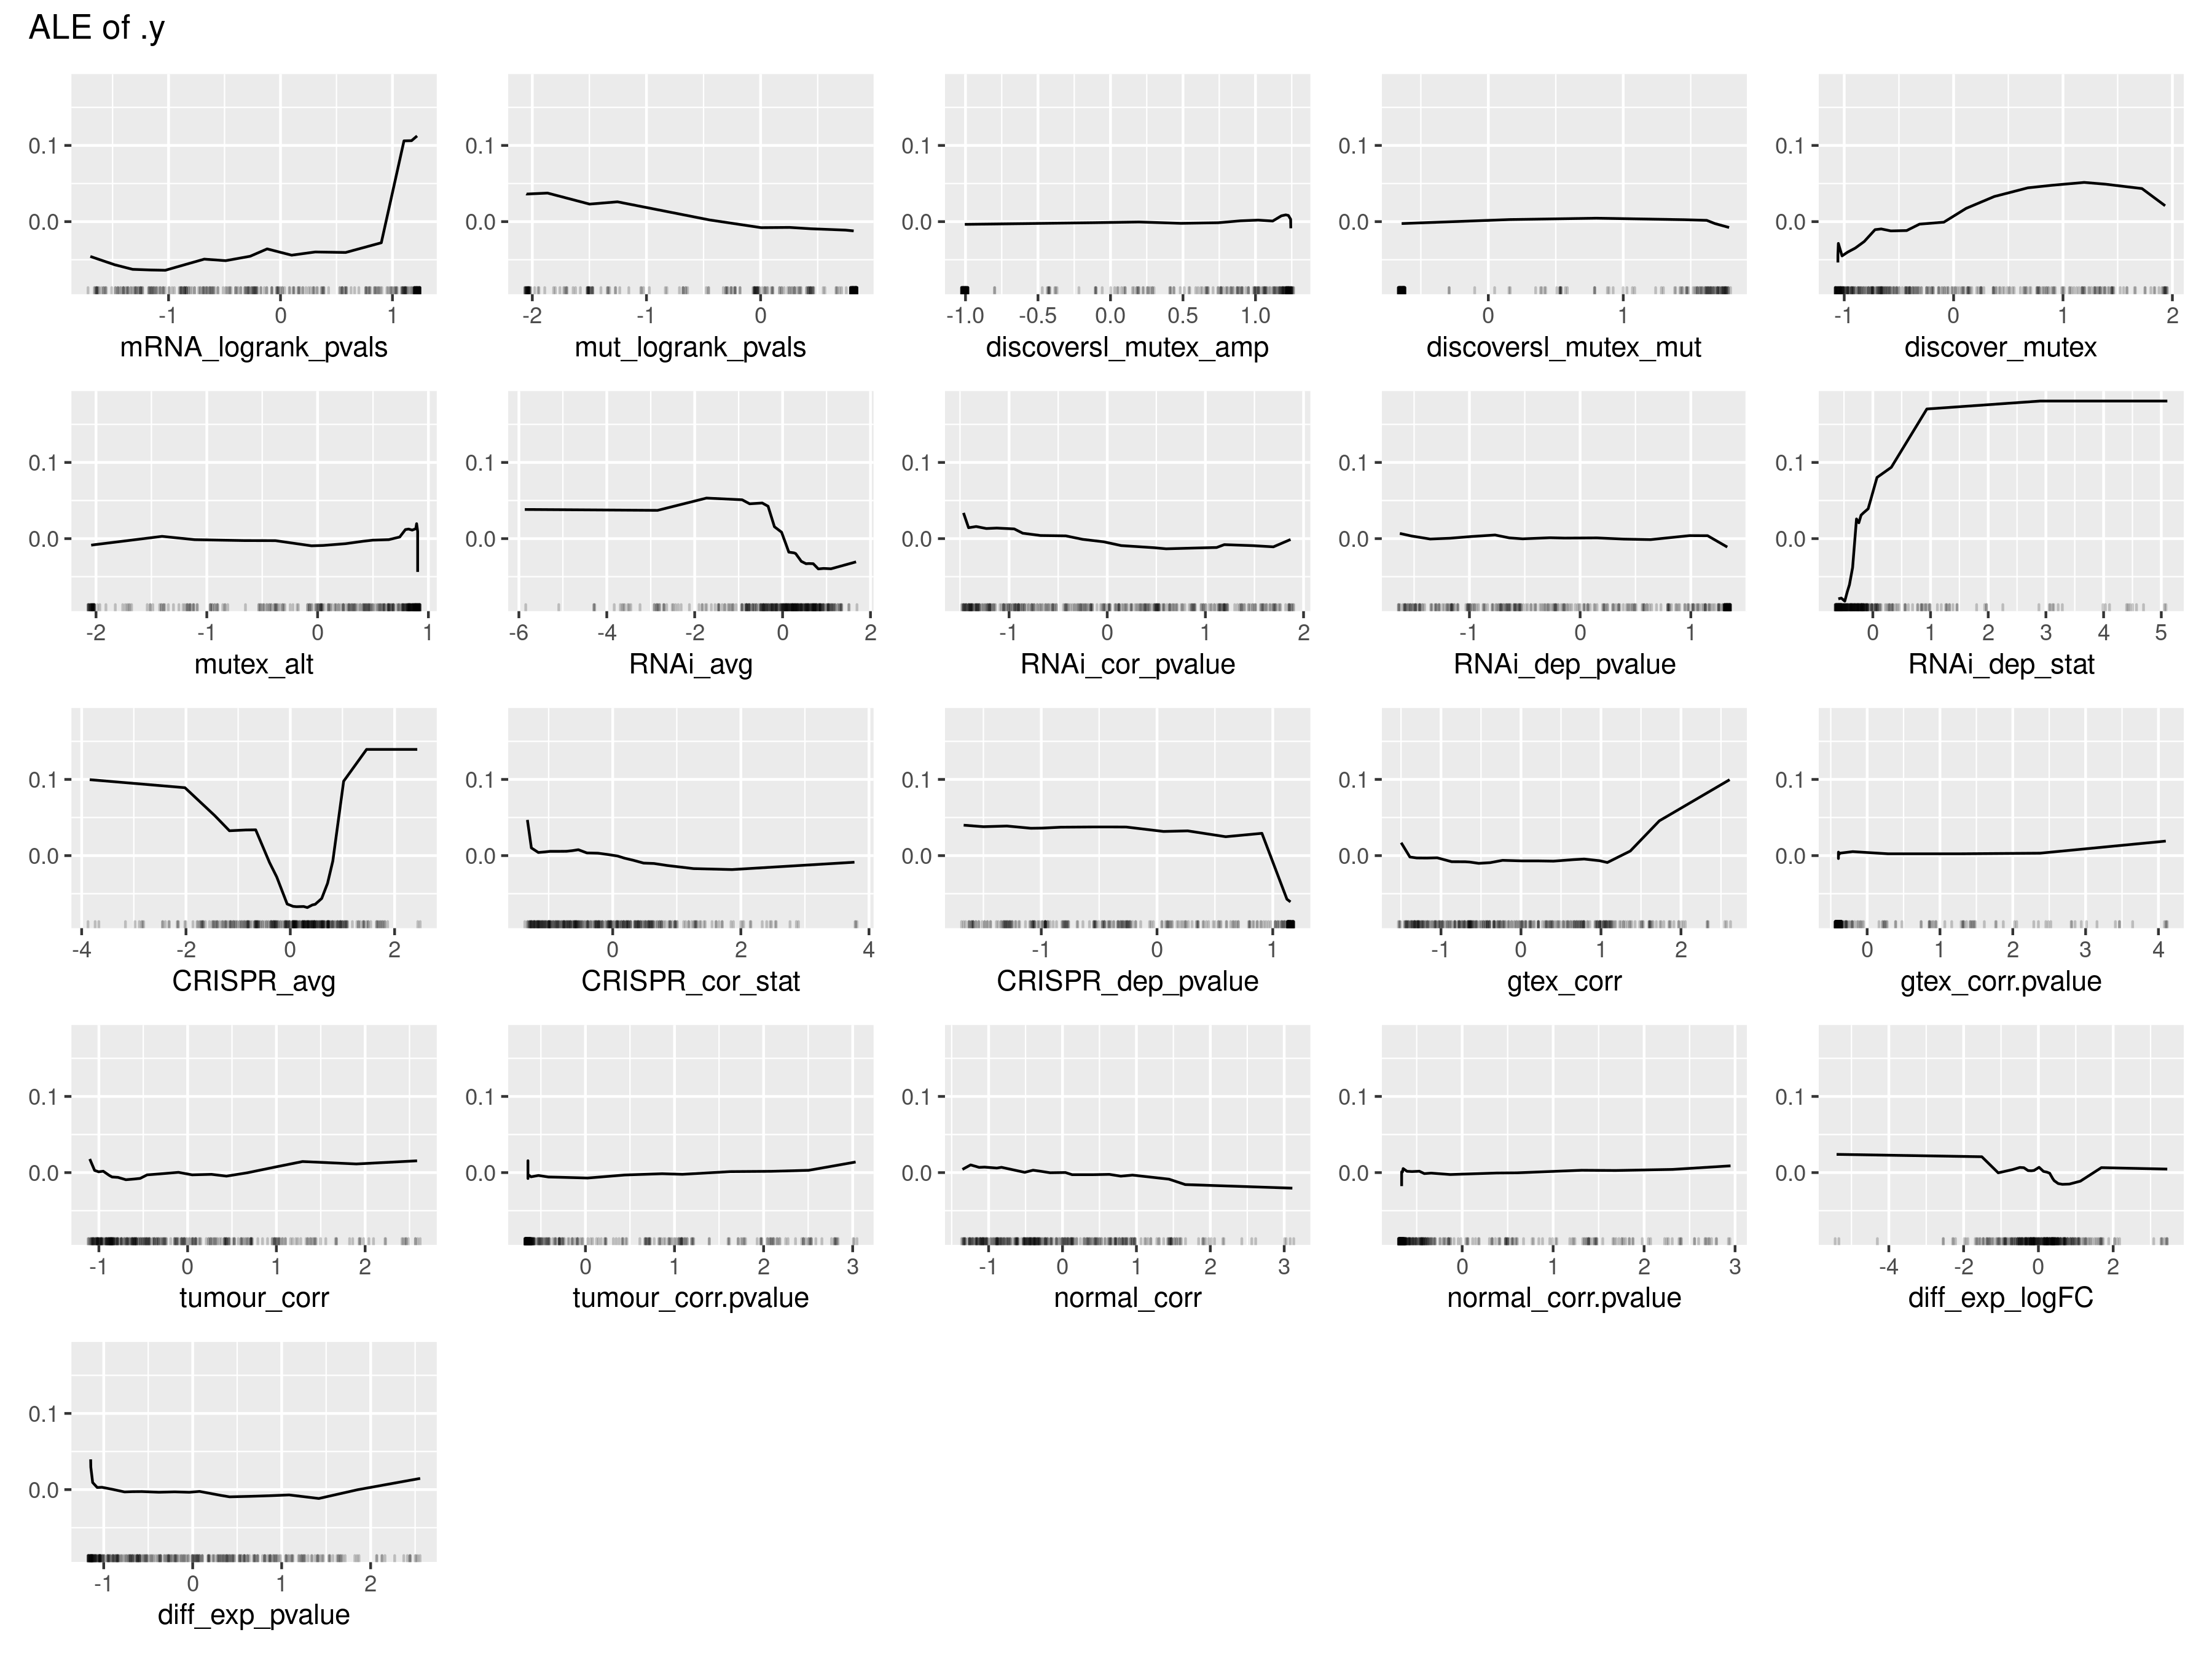 ALE of .y
0.1 0.1 0.1 0.1 0.1
0.0 0.0 0.0 0.0 0.0
-1 0 1 -2 -1 0 -1.0 -0.5 0.0 0.5 1.0 0 1 -1 0 1 2
mRNA_logrank_pvals mut_logrank_pvals discoversl_mutex_amp discoversl_mutex_mut discover_mutex
0.1 0.1 0.1 0.1 0.1
0.0 0.0 0.0 0.0 0.0
-2 -1 0 1 -6 -4 -2 0 2 -1 0 1 2 -1 0 1 0 1 2 3 4 5
mutex_alt RNAi_avg RNAi_cor_pvalue RNAi_dep_pvalue RNAi_dep_stat
0.1 0.1 0.1 0.1 0.1
0.0 0.0 0.0 0.0 0.0
-4 -2 0 2 0 2 4 -1 0 1 -1 0 1 2 0 1 2 3 4
CRISPR_avg CRISPR_cor_stat CRISPR_dep_pvalue gtex_corr gtex_corr.pvalue
0.1 0.1 0.1 0.1 0.1
0.0 0.0 0.0 0.0 0.0
-1 0 1 2 0 1 2 3 -1 0 1 2 3 0 1 2 3 -4 -2 0 2
tumour_corr tumour_corr.pvalue normal_corr normal_corr.pvalue diff_exp_logFC
0.1
0.0
-1 0 1 2
diff_exp_pvalue